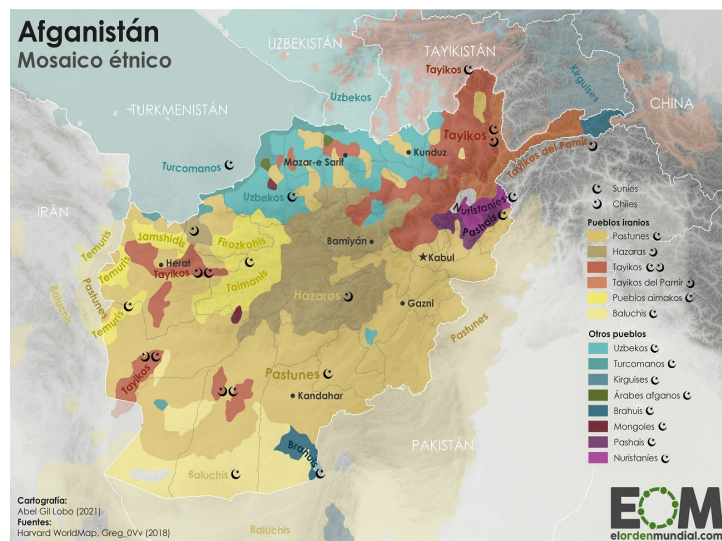 Afganistán
Mosaico étnico
UZBEKISTÁN
TAYIKISTÁN
Tayikos
Kirguises
CHINA
Uzbekos
TURKMENISTÁN
Tayikos
Kunduz
Mazar-e Sarif
Tayikos del Pamir
Turcomanos
Uzbekos
Nuristaníes
Pashais
IRÁN
Temuris
Jamshidis
Firozkohis
Bamiyán
Kabul
Temuris
Herat
Tayikos
Taimanis
Pastunes
Baluchis
Hazaros
Gazni
Temuris
Pastunes
Tayikos
Pastunes
Kandahar
PAKISTÁN
Brahuis
Baluchis
Baluchis
Suníes
Chiíes
Pueblos iranios
Pastunes
Hazaras
Tayikos
Tayikos del Pamir
Pueblos aimakos
Baluchis
Otros pueblos
Uzbekos
Turcomanos
Kirguises
Árabes afganos
Brahuis
Mongoles
Pashais
Nuristaníes
Cartografía:
Abel Gil Lobo (2021)
Fuentes:
Harvard WorldMap, Greg_0Vv (2018)
EOM
elordenmundial.com